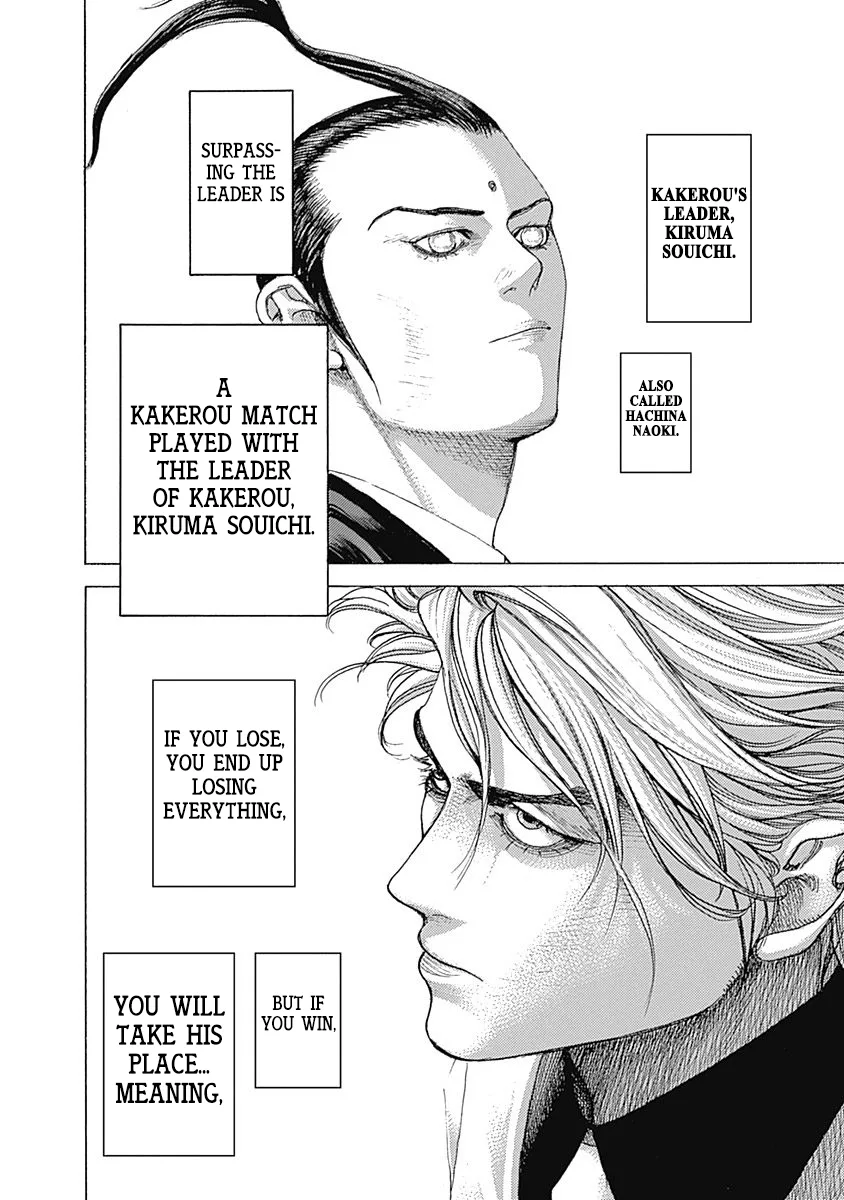 KAKEROU'S
LEADER,
KIRUMA
SOUICHI.
ALSO
CALLED
HACHINA
NAOKI.
SURPASS-
ING THE
LEADER IS
A
KAKEROU MATCH
PLAYED WITH
THE LEADER
OF KAKEROU,
KIRUMA SOUICHI.
IF YOU LOSE,
YOU END UP
LOSING
EVERYTHING,
BUT IF
YOU WIN,
YOU WILL
TAKE HIS
PLACE...
MEANING,